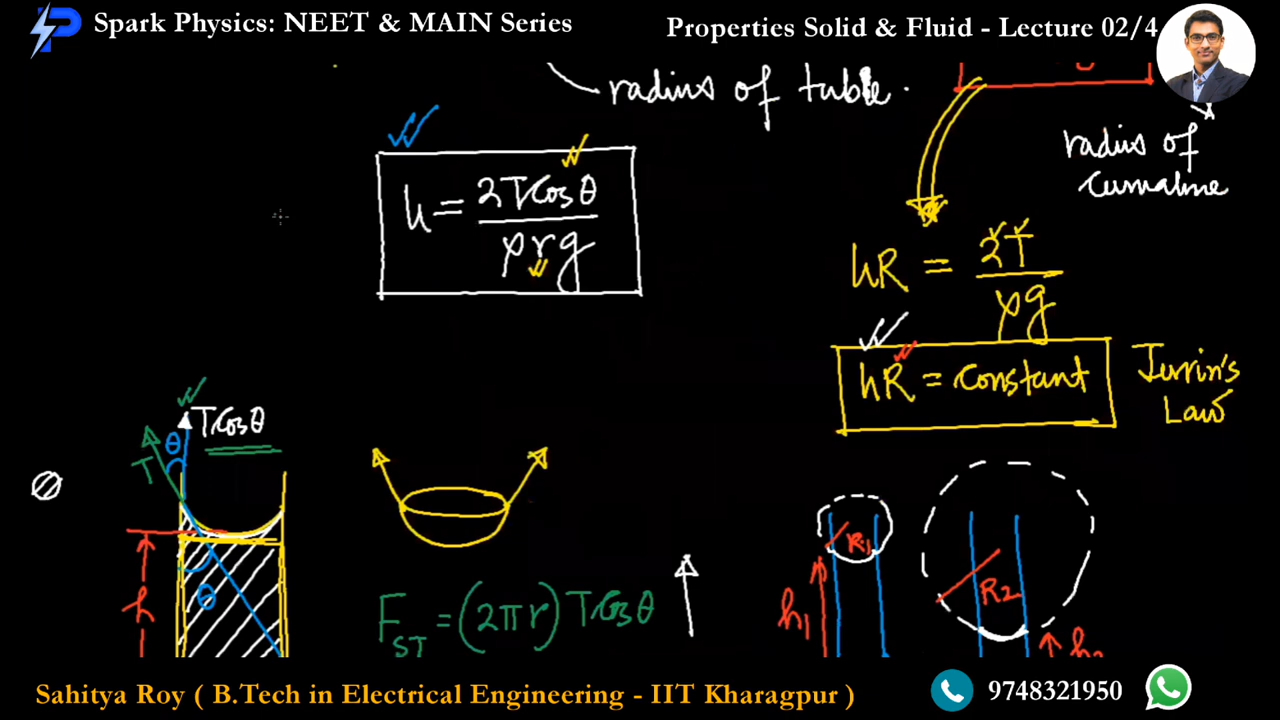 Spark Physics: NEET & MAIN Series
Properties Solid & Fluid - Lecture 02/4
radius of tube.
radius of
h = 2T Cosθ / ρrg
hR = 2T / ρg
hR = constant
Jurin's
Law
TCosθ
θ
T
h
θ
F_ST = (2πr) TCosθ
R1
h1
R2
Sahitya Roy ( B.Tech in Electrical Engineering - IIT Kharagpur )
9748321950